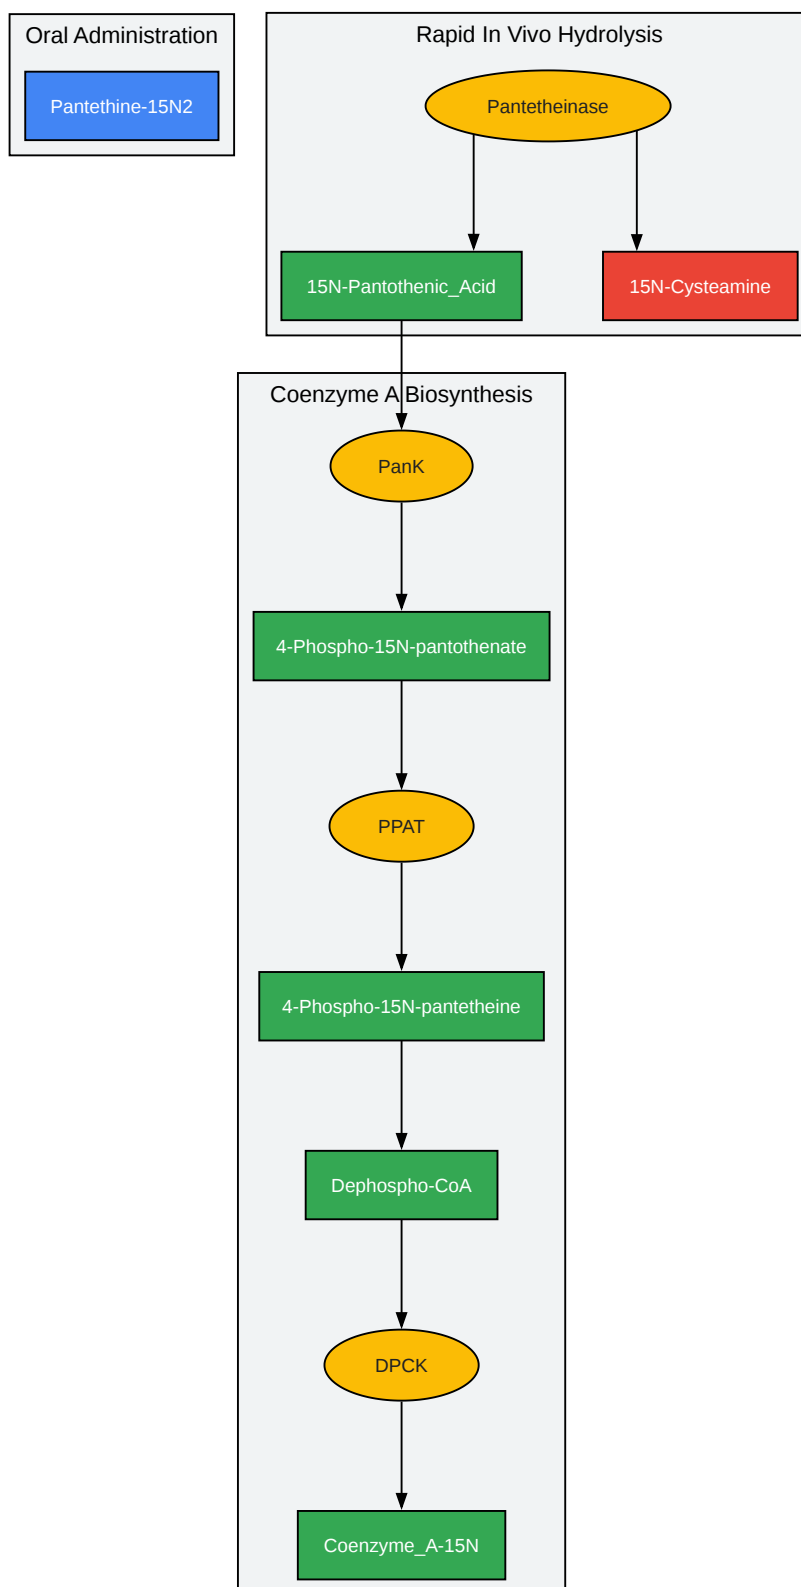 Oral Administration
Pantethine-15N2
Rapid In Vivo Hydrolysis
Pantetheinase
15N-Pantothenic_Acid
15N-Cysteamine
Coenzyme A Biosynthesis
PanK
4-Phospho-15N-pantothenate
PPAT
4-Phospho-15N-pantetheine
Dephospho-CoA
DPCK
Coenzyme_A-15N